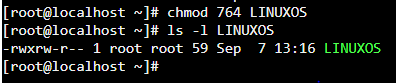 [root@localhost ~]# chmod 764 LINUXOS
[root@localhost ~]# ls -l LINUXOS
-rwxrw-r-- 1 root root 59 Sep  7 13:16 LINUXOS
[root@localhost ~]#